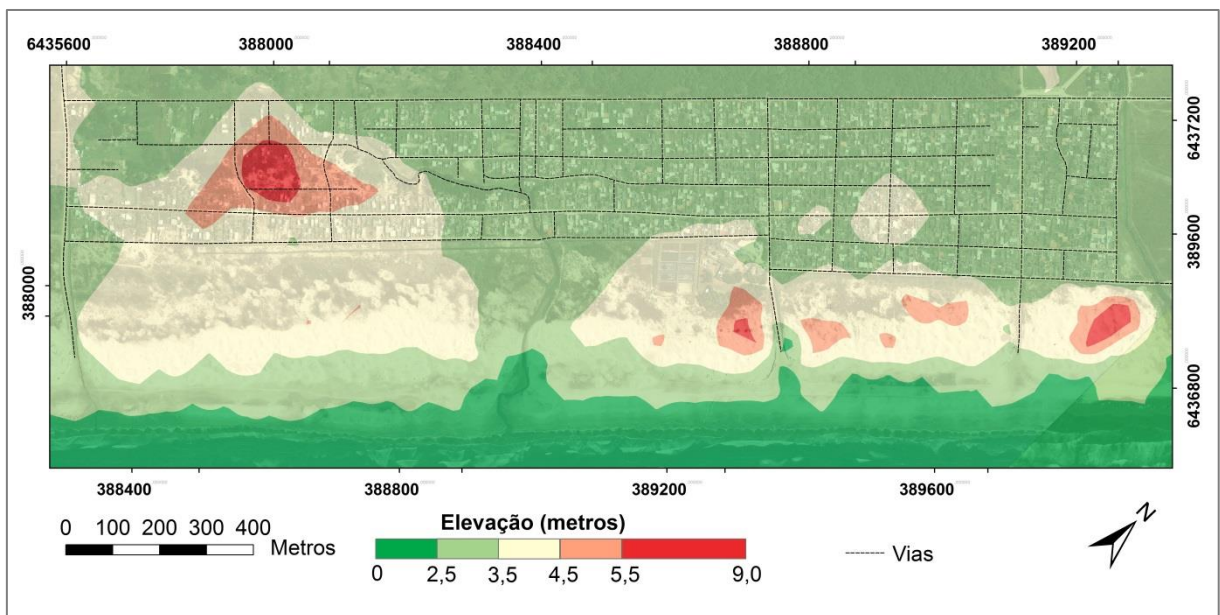 6435600 388000 388400 388800 389200
6437200
389600
388000
6436800
388400 388800 389200 389600
0 100 200 300 400
Metros
Elevação (metros)
0 2,5 3,5 4,5 5,5 9,0
Vias
N